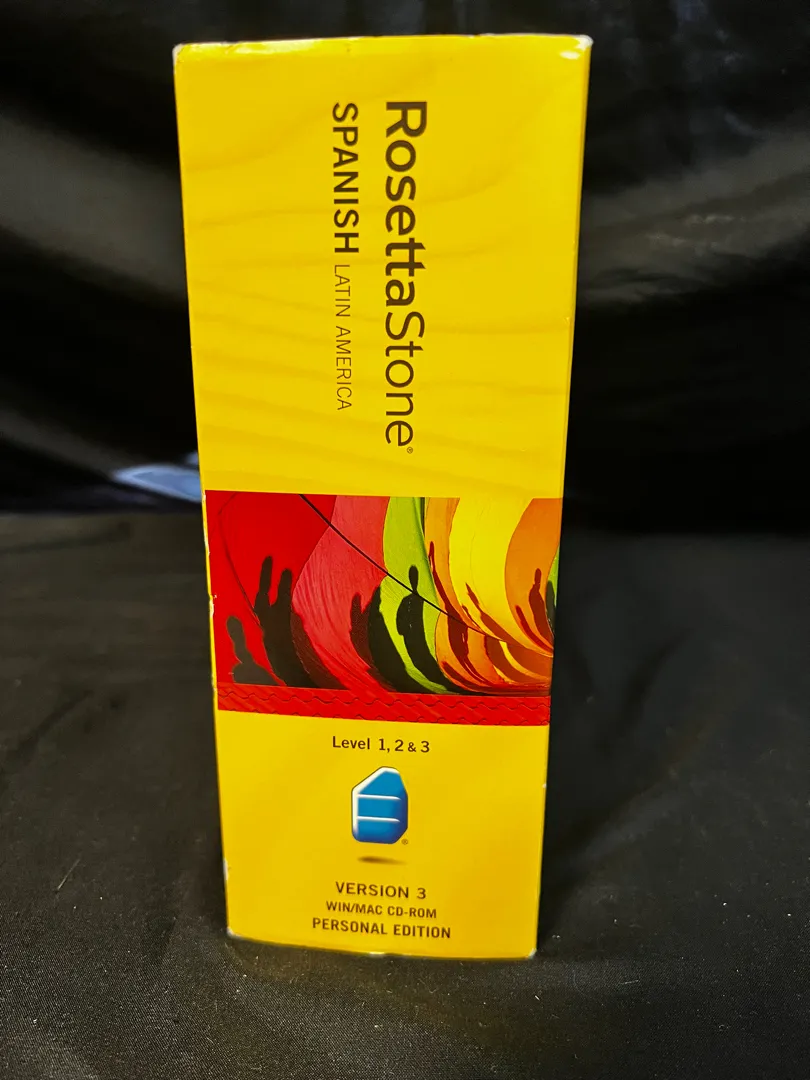 RosettaStone®
SPANISH LATIN AMERICA
Level 1, 2 & 3
®
VERSION 3
WIN/MAC CD-ROM
PERSONAL EDITION